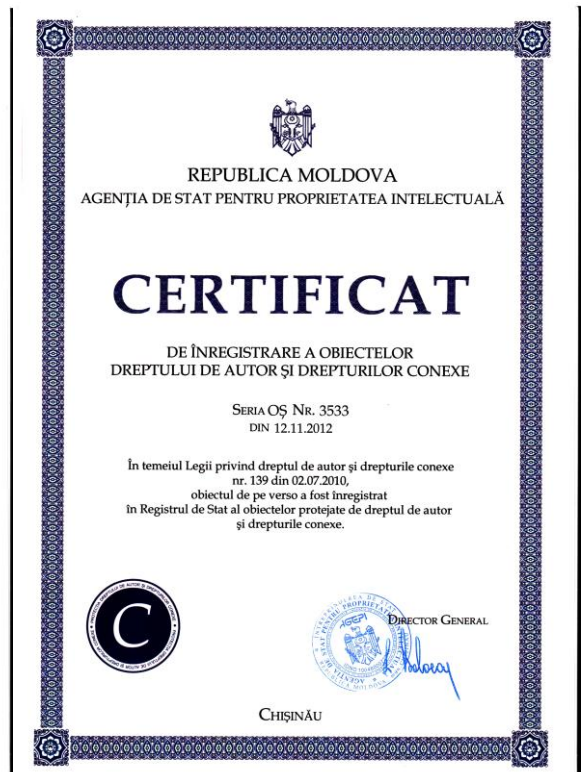 REPUBLICA MOLDOVA
AGENȚIA DE STAT PENTRU PROPRIETATEA INTELECTUALĂ
CERTIFICAT
DE ÎNREGISTRARE A OBIECTELOR
DREPTULUI DE AUTOR ȘI DREPTURILOR CONEXE
SERIA OȘ NR. 3533
DIN 12.11.2012
În temeiul Legii privind dreptul de autor și drepturile conexe
nr. 139 din 02.07.2010,
obiectul de pe verso a fost înregistrat
în Registrul de Stat al obiectelor protejate de dreptul de autor
și drepturile conexe.
C
AGEPI
DIRECTOR GENERAL
CHIȘINĂU